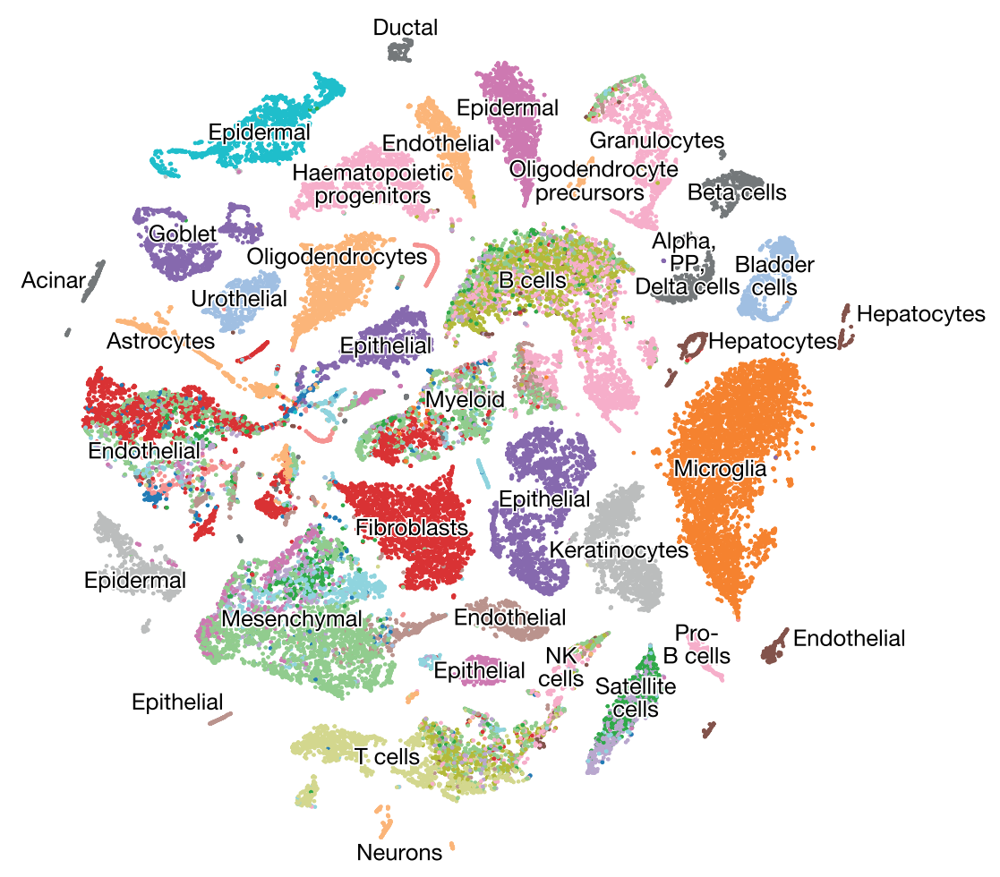 Ductal
Epidermal
Epidermal
Endothelial
Granulocytes
Haematopoietic
progenitors
Oligodendrocyte
precursors
Beta cells
Goblet
Oligodendrocytes
Alpha,
PP,
Delta cells
Bladder
cells
Acinar
Urothelial
B cells
Hepatocytes
Astrocytes
Epithelial
Hepatocytes
Myeloid
Endothelial
Microglia
Epithelial
Fibroblasts
Keratinocytes
Epidermal
Mesenchymal
Endothelial
Pro-
B cells
Endothelial
NK
cells
Epithelial
Satellite
cells
Epithelial
T cells
Neurons